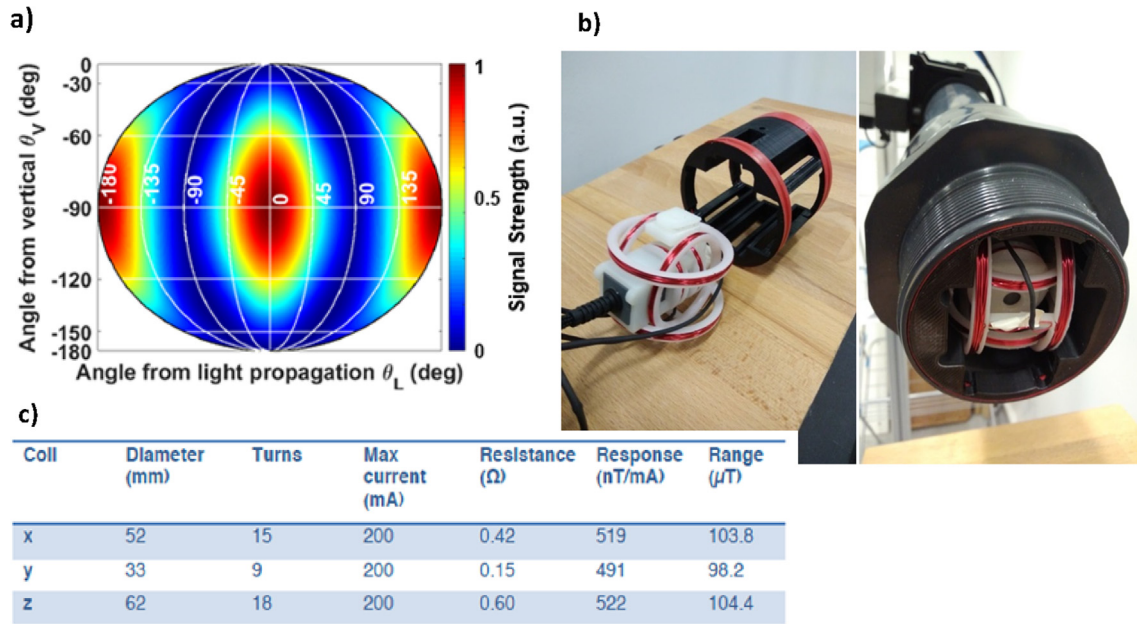 a)
b)
0
-30
-60
-90
-120
-150
-180
Angle from vertical θV (deg)
-180
-135
-90
-45
0
45
90
135
Angle from light propagation θL (deg)
1
0.5
0
Signal Strength (a.u.)
c)
Coil Diameter (mm) Turns Max current (mA) Resistance (Ω) Response (nT/mA) Range (μT)
x 52 15 200 0.42 519 103.8
y 33 9 200 0.15 491 98.2
z 62 18 200 0.60 522 104.4